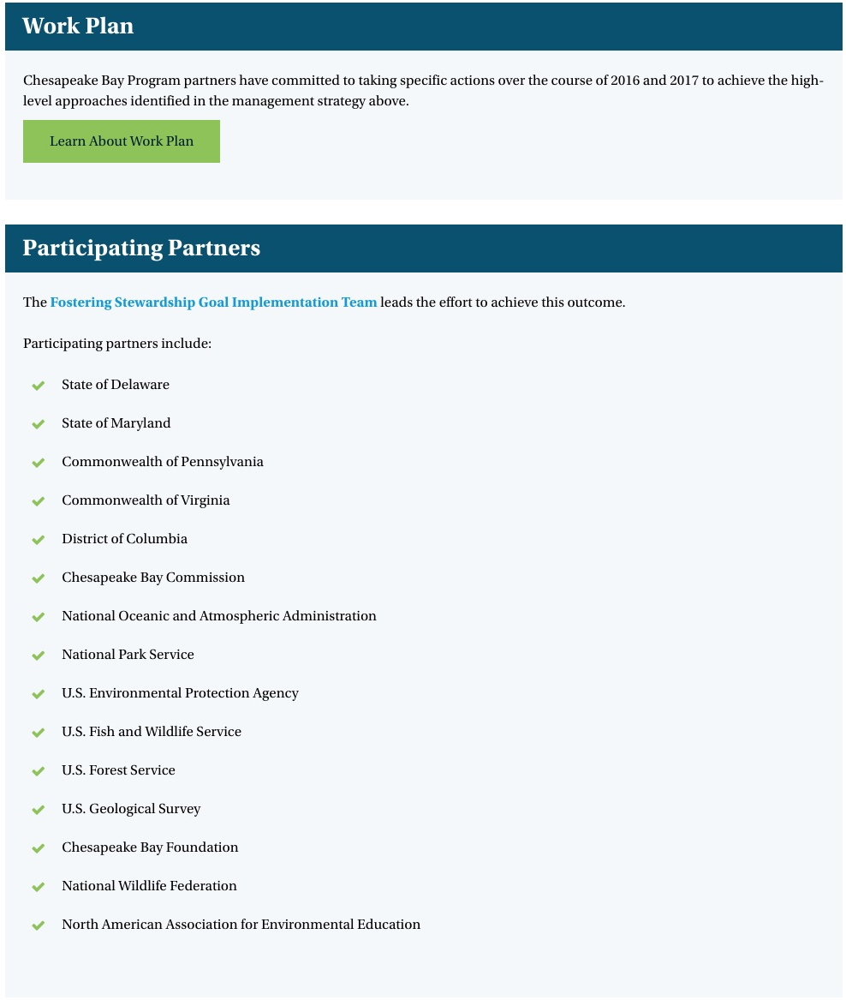 Work Plan
Chesapeake Bay Program partners have committed to taking specific actions over the course of 2016 and 2017 to achieve the high-
level approaches identified in the management strategy above.
Learn About Work Plan
Participating Partners
The Fostering Stewardship Goal Implementation Team leads the effort to achieve this outcome.
Participating partners include:
State of Delaware
State of Maryland
Commonwealth of Pennsylvania
Commonwealth of Virginia
District of Columbia
Chesapeake Bay Commission
National Oceanic and Atmospheric Administration
National Park Service
U.S. Environmental Protection Agency
U.S. Fish and Wildlife Service
U.S. Forest Service
U.S. Geological Survey
Chesapeake Bay Foundation
National Wildlife Federation
North American Association for Environmental Education